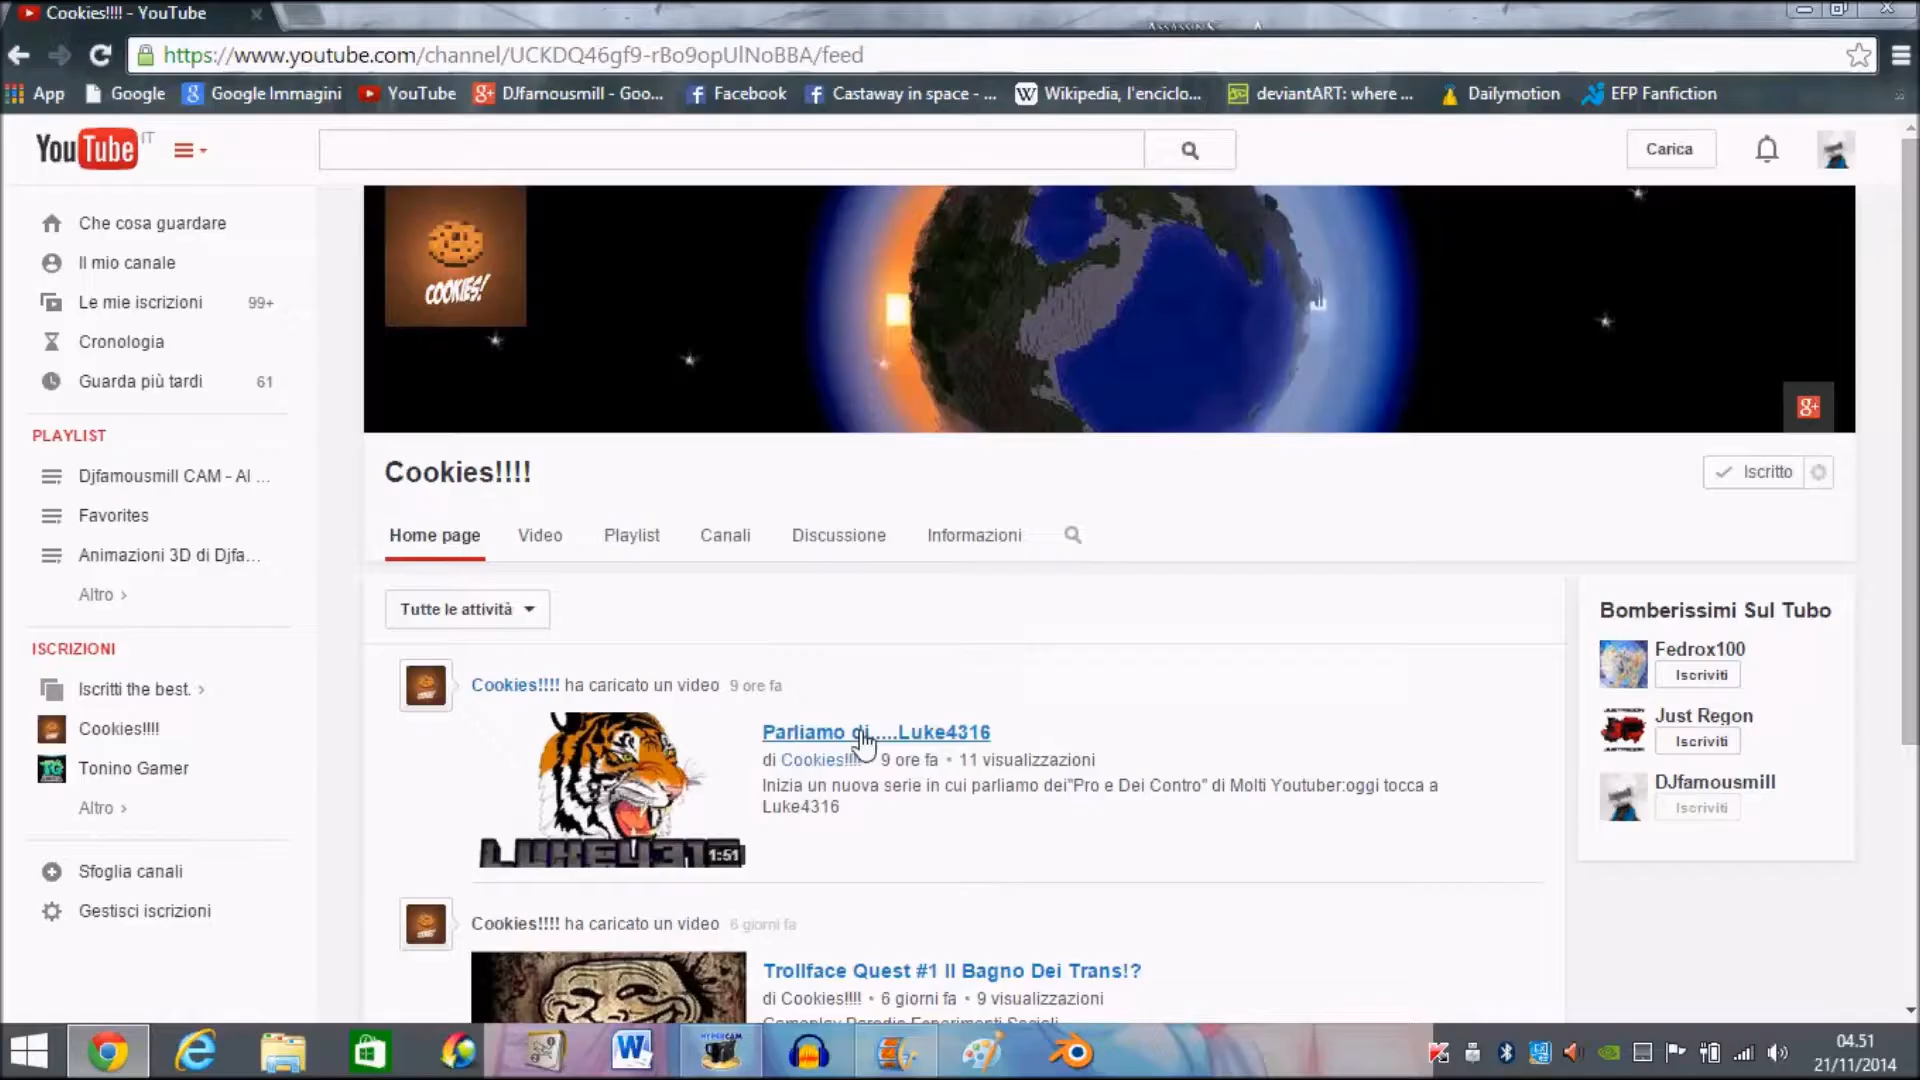 Cookies!!!! - YouTube
https://www.youtube.com/channel/UCKDQ46gf9-rBo9opUlNoBBA/feed
App Google Google Immagini YouTube DJfamousmill - Goo... Facebook Castaway in space - ... Wikipedia, l'enciclo... deviantART: where ... Dailymotion EFP Fanfiction
YouTube IT
Carica
Che cosa guardare
Il mio canale
Le mie iscrizioni 99+
Cronologia
Guarda più tardi 61
PLAYLIST
Djfamousmill CAM - Al ...
Favorites
Animazioni 3D di Djfa...
Altro ›
ISCRIZIONI
Iscritti the best. ›
Cookies!!!!
Tonino Gamer
Altro ›
Sfoglia canali
Gestisci iscrizioni
COOKIES!
g+
Cookies!!!!
Iscritto
Home page Video Playlist Canali Discussione Informazioni
Tutte le attività
Cookies!!!! ha caricato un video 9 ore fa
Parliamo di.....Luke4316
di Cookies!!!! • 9 ore fa • 11 visualizzazioni
Inizia un nuova serie in cui parliamo dei"Pro e Dei Contro" di Molti Youtuber:oggi tocca a
Luke4316
1:51
Cookies!!!! ha caricato un video 6 giorni fa
Trollface Quest #1 Il Bagno Dei Trans!?
di Cookies!!!! • 6 giorni fa • 9 visualizzazioni
Gameplay Parodie Esperimenti Sociali
Bomberissimi Sul Tubo
Fedrox100
Iscriviti
Just Regon
Iscriviti
DJfamousmill
Iscriviti
HYPERCAM
04.51
21/11/2014